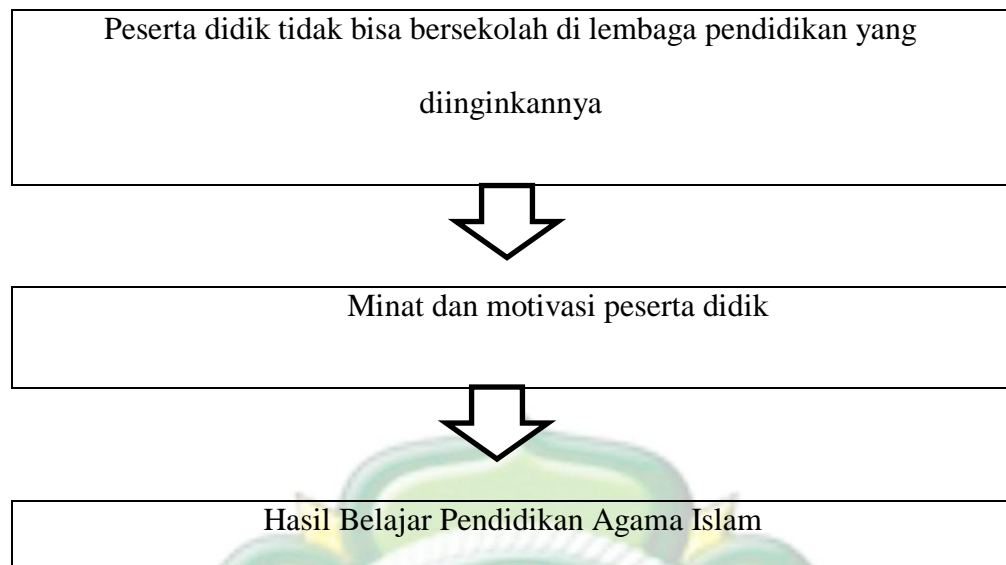 Peserta didik tidak bisa bersekolah di lembaga pendidikan yang
diinginkannya
Minat dan motivasi peserta didik
Hasil Belajar Pendidikan Agama Islam